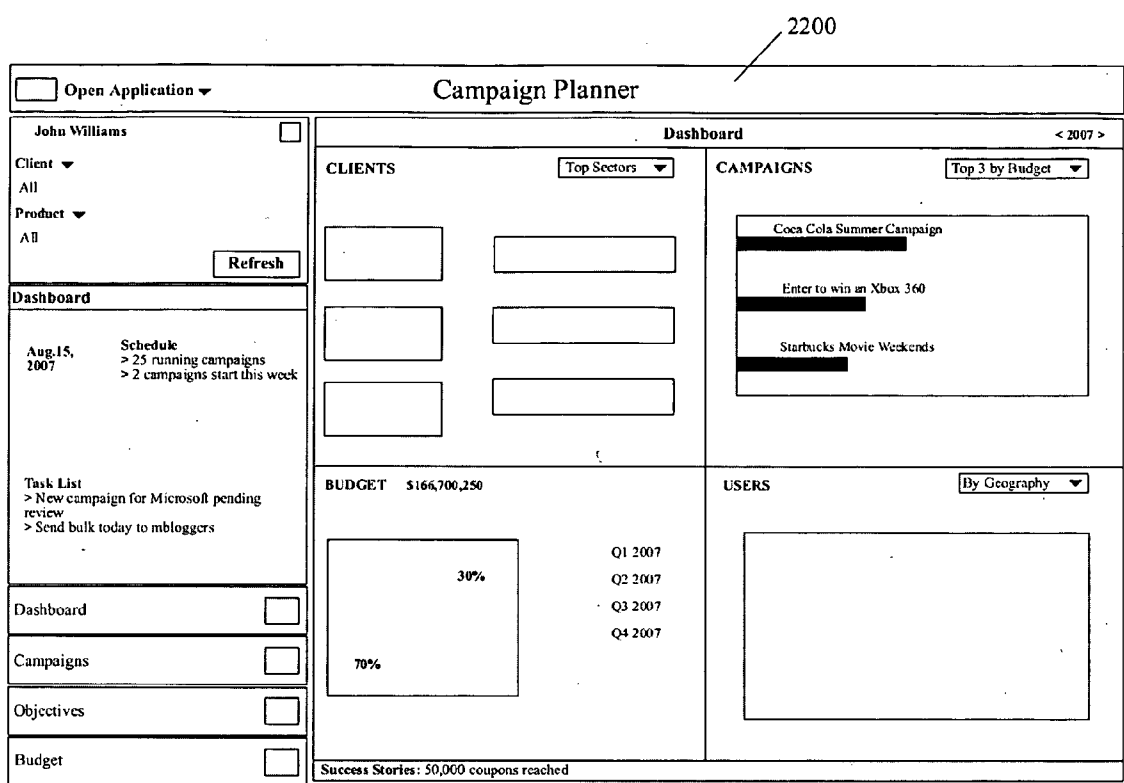 2200
Open Application
Campaign Planner
John Williams
Client
All
Product
All
Refresh
Dashboard
Aug.15,
2007
Schedule
> 25 running campaigns
> 2 campaigns start this week
Task List
> New campaign for Microsoft pending
review
> Send bulk today to mbloggers
Dashboard
Campaigns
Objectives
Budget
Dashboard
< 2007 >
CLIENTS
Top Sectors
CAMPAIGNS
Top 3 by Budget
Coca Cola Summer Campaign
Enter to win an Xbox 360
Starbucks Movie Weekends
BUDGET $166,700,250
30%
70%
Q1 2007
Q2 2007
Q3 2007
Q4 2007
USERS
By Geography
Success Stories: 50,000 coupons reached